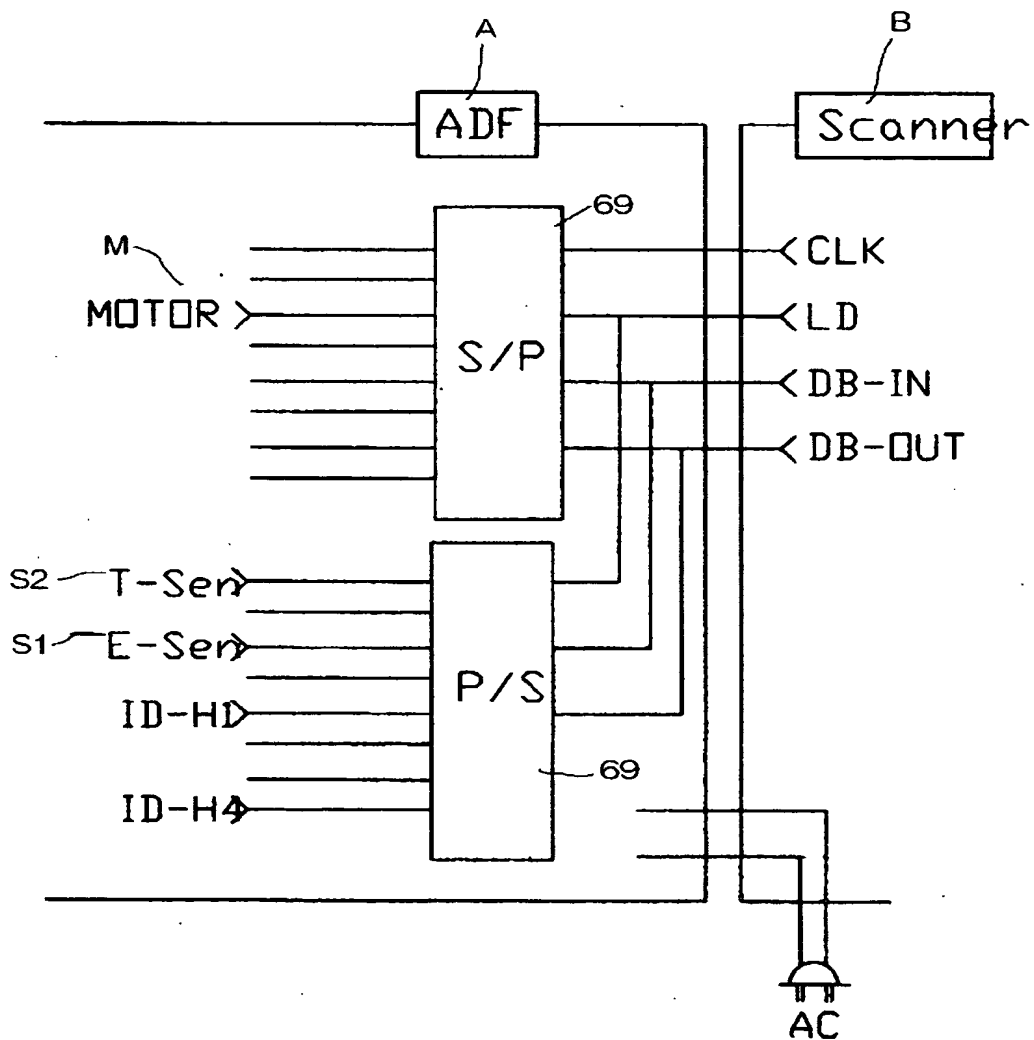 A
B
ADF
Scanner
69
M
CLK
MOTOR
LD
S/P
DB-IN
DB-OUT
S2
T-Sen
S1
E-Sen
P/S
ID-H1
69
ID-H4
AC